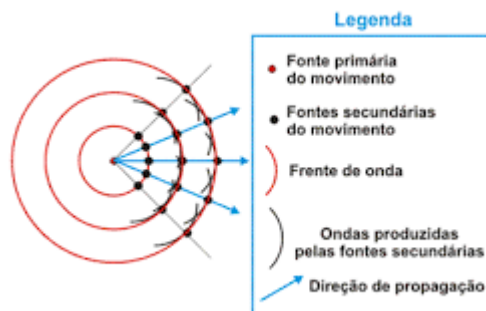 Legenda
Fonte primária
do movimento
Fontes secundárias
do movimento
Frente de onda
Ondas produzidas
pelas fontes secundárias
Direção de propagação